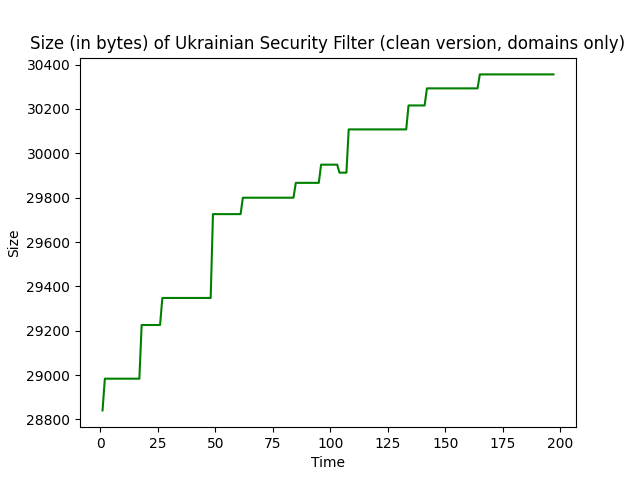 Size (in bytes) of Ukrainian Security Filter (clean version, domains only)
30400
30200
30000
29800
29600
29400
29200
29000
28800
Size
0 25 50 75 100 125 150 175 200
Time